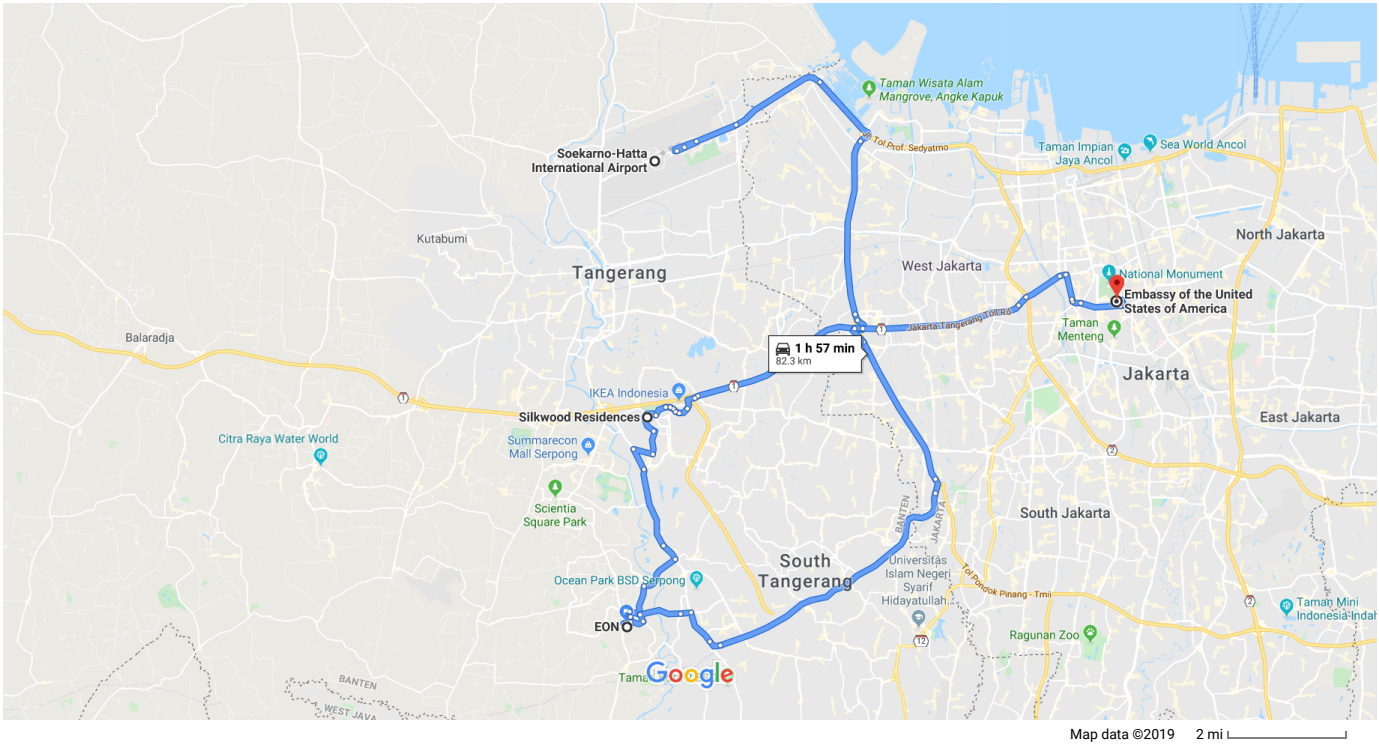 Taman Wisata Alam
Mangrove, Angke Kapuk
Tol Prof. Sedyatmo
Taman Impian
Jaya Ancol
Sea World Ancol
Soekarno-Hatta
International Airport
Kutabumi
North Jakarta
Tangerang
West Jakarta
National Monument
Embassy of the United
States of America
Jakarta Tangerang Toll Rd
1
Taman
Menteng
Balaradja
1 h 57 min
82.3 km
Jakarta
IKEA Indonesia
1
1
Silkwood Residences
East Jakarta
Citra Raya Water World
Summarecon
Mall Serpong
2
Scientia
Square Park
BANTEN
JAKARTA
South Jakarta
South
Tangerang
Universitas
Islam Negeri
Syarif
Hidayatullah...
Ocean Park BSD Serpong
Tol Pondok Pinang - Tmii
2
Taman Mini
Indonesia Indah
EON
12
Ragunan Zoo
Tama
Google
BANTEN
WEST JAVA
Map data ©2019
2 mi